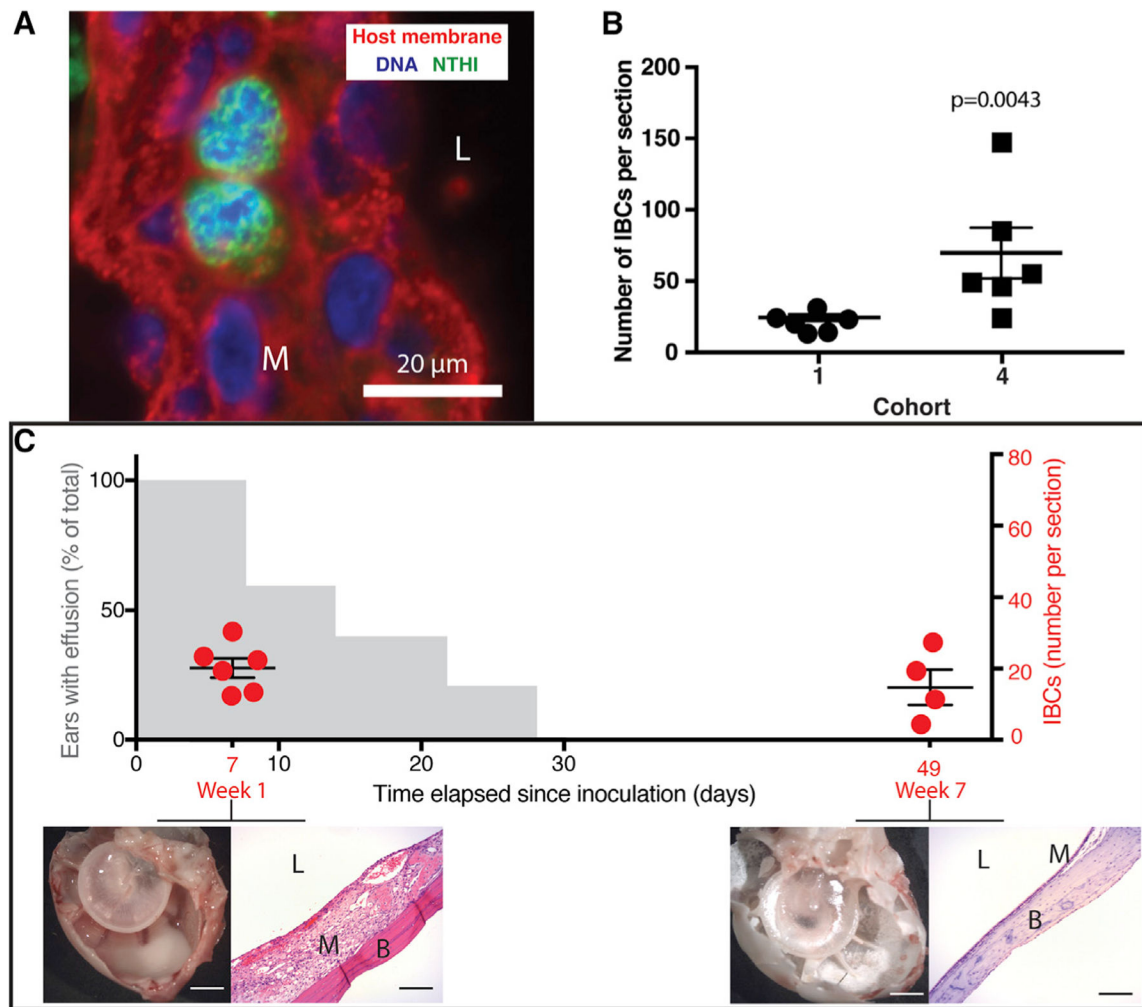 A
Host membrane
DNA NTHI
L
M
20 µm
B
Number of IBCs per section
200
150
100
50
0
p=0.0043
1
4
Cohort
C
Ears with effusion (% of total)
100
50
0
0
7
10
20
30
49
Week 1
Time elapsed since inoculation (days)
Week 7
80
60
40
20
0
IBCs (number per section)
L
M
B
L
M
B